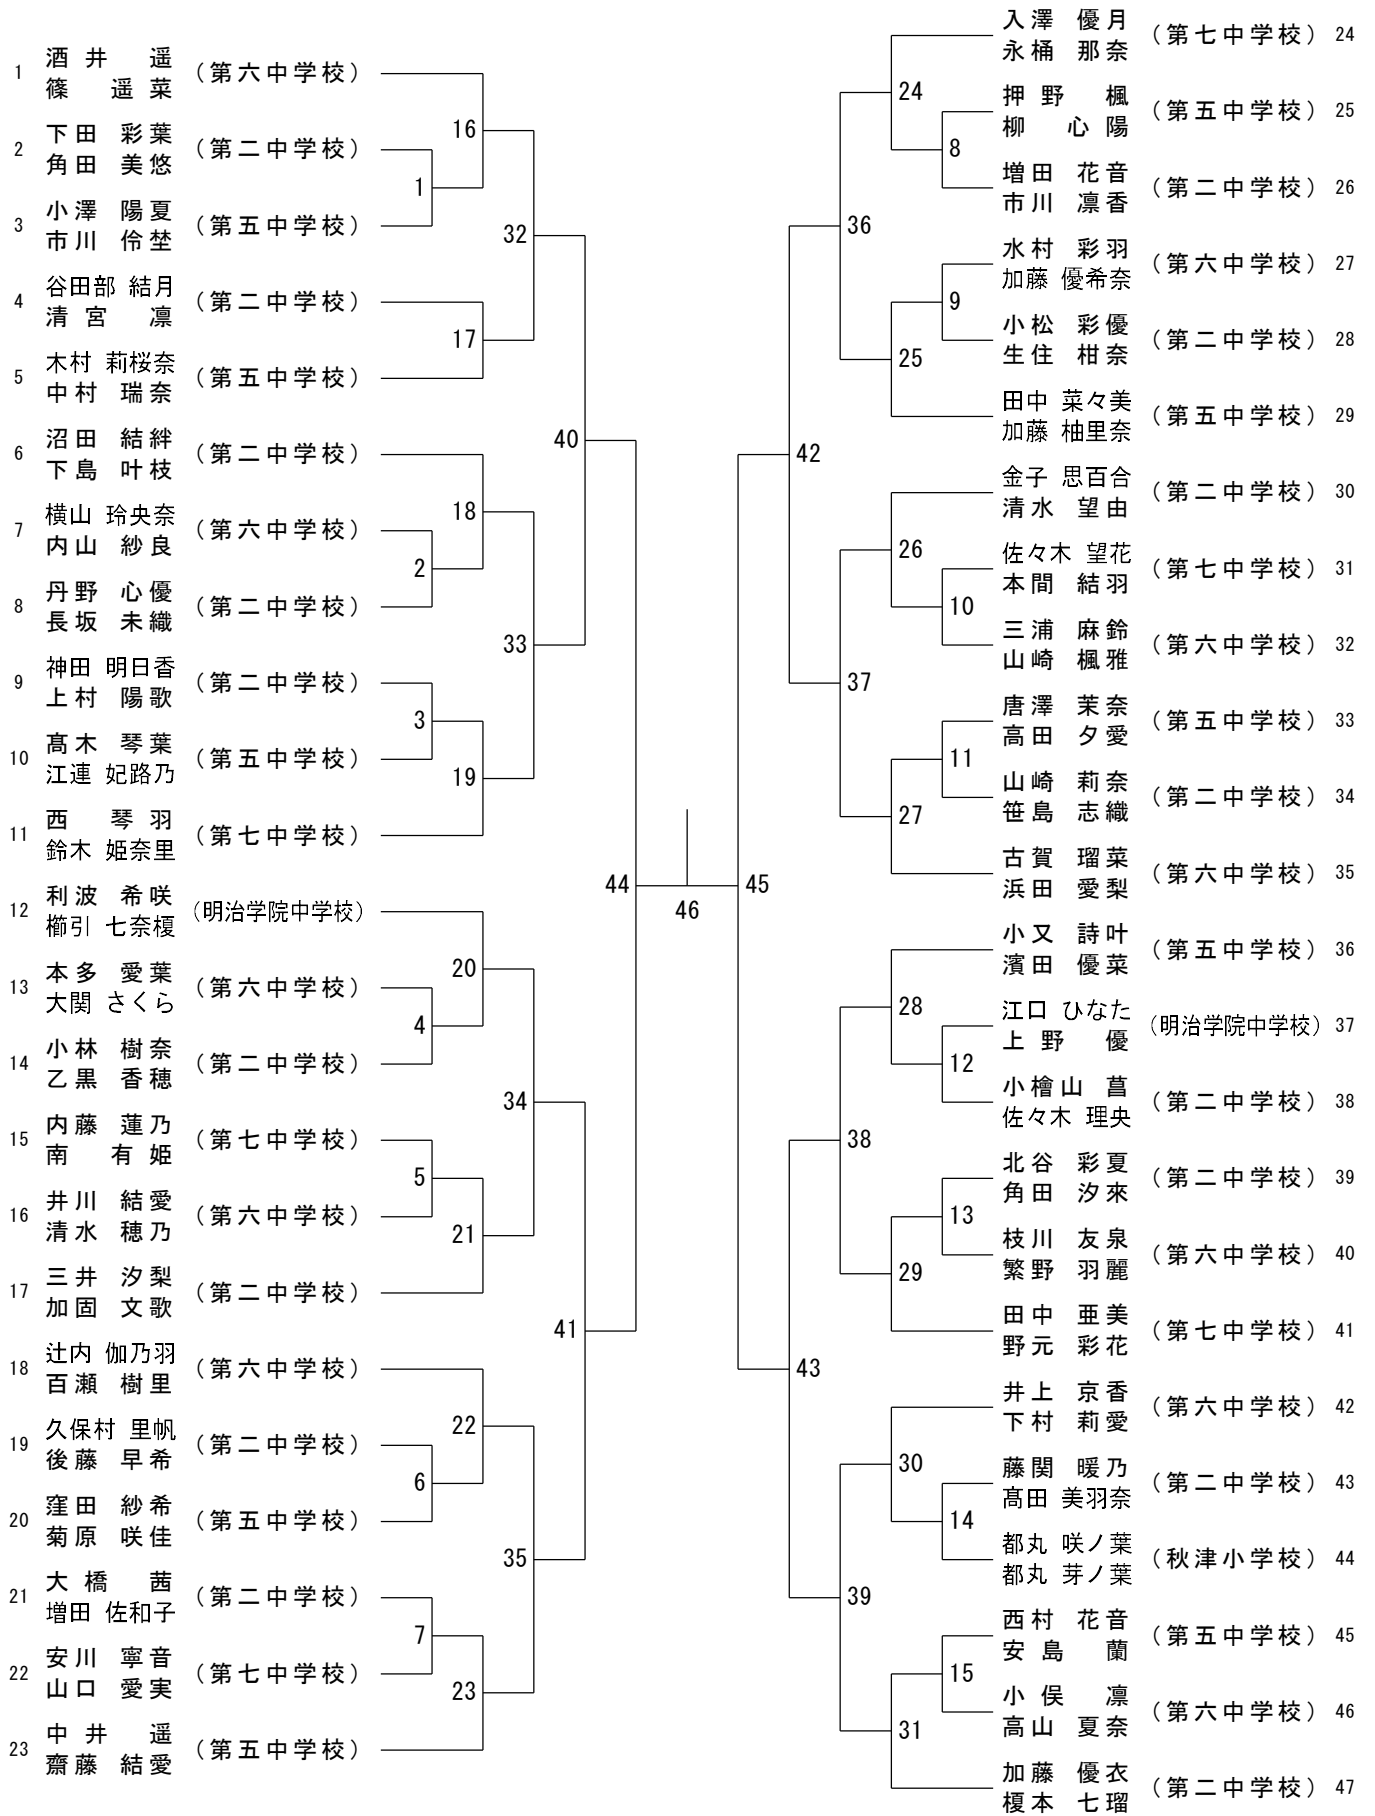 1 酒井 遥 (第六中学校)
篠 遥菜
2 下田 彩葉 (第二中学校)
角田 美悠
3 小澤 陽夏 (第五中学校)
市川 伶埜
4 谷田部 結月 (第二中学校)
清宮 凛
5 木村 莉桜奈 (第五中学校)
中村 瑞奈
6 沼田 結絆 (第二中学校)
下島 叶枝
7 横山 玲央奈 (第六中学校)
内山 紗良
8 丹野 心優 (第二中学校)
長坂 未織
9 神田 明日香 (第二中学校)
上村 陽歌
10 髙木 琴葉 (第五中学校)
江連 妃路乃
11 西 琴羽 (第七中学校)
鈴木 姫奈里
12 利波 希咲 (明治学院中学校)
櫛引 七奈榎
13 本多 愛葉 (第六中学校)
大関 さくら
14 小林 樹奈 (第二中学校)
乙黒 香穂
15 内藤 蓮乃 (第七中学校)
南 有姫
16 井川 結愛 (第六中学校)
清水 穂乃
17 三井 汐梨 (第二中学校)
加固 文歌
18 辻内 伽乃羽 (第六中学校)
百瀬 樹里
19 久保村 里帆 (第二中学校)
後藤 早希
20 窪田 紗希 (第五中学校)
菊原 咲佳
21 大橋 茜 (第二中学校)
増田 佐和子
22 安川 寧音 (第七中学校)
山口 愛実
23 中井 遥 (第五中学校)
齋藤 結愛
1
2
3
4
5
6
7
16
17
18
19
20
21
22
23
32
33
34
35
40
41
44
46
45
42
43
36
37
38
39
24
25
26
27
28
29
30
31
8
9
10
11
12
13
14
15
入澤 優月 (第七中学校) 24
永桶 那奈
押野 楓 (第五中学校) 25
柳 心陽
増田 花音 (第二中学校) 26
市川 凛香
水村 彩羽 (第六中学校) 27
加藤 優希奈
小松 彩優 (第二中学校) 28
生住 柑奈
田中 菜々美 (第五中学校) 29
加藤 柚里奈
金子 思百合 (第二中学校) 30
清水 望由
佐々木 望花 (第七中学校) 31
本間 結羽
三浦 麻鈴 (第六中学校) 32
山崎 楓雅
唐澤 茉奈 (第五中学校) 33
高田 夕愛
山崎 莉奈 (第二中学校) 34
笹島 志織
古賀 瑠菜 (第六中学校) 35
浜田 愛梨
小又 詩叶 (第五中学校) 36
濱田 優菜
江口 ひなた (明治学院中学校) 37
上野 優
小檜山 菖 (第二中学校) 38
佐々木 理央
北谷 彩夏 (第二中学校) 39
角田 汐來
枝川 友泉 (第六中学校) 40
繁野 羽麗
田中 亜美 (第七中学校) 41
野元 彩花
井上 京香 (第六中学校) 42
下村 莉愛
藤関 暖乃 (第二中学校) 43
髙田 美羽奈
都丸 咲ノ葉 (秋津小学校) 44
都丸 芽ノ葉
西村 花音 (第五中学校) 45
安島 蘭
小俣 凛 (第六中学校) 46
高山 夏奈
加藤 優衣 (第二中学校) 47
榎本 七瑠